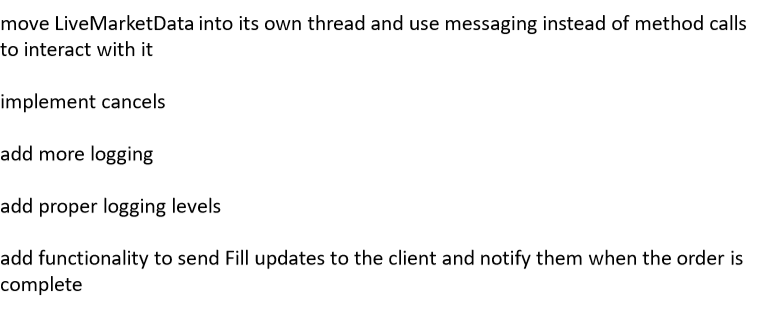 move LiveMarketData into its own thread and use messaging instead of method calls
to interact with it
implement cancels
add more logging
add proper logging levels
add functionality to send Fill updates to the client and notify them when the order is
complete